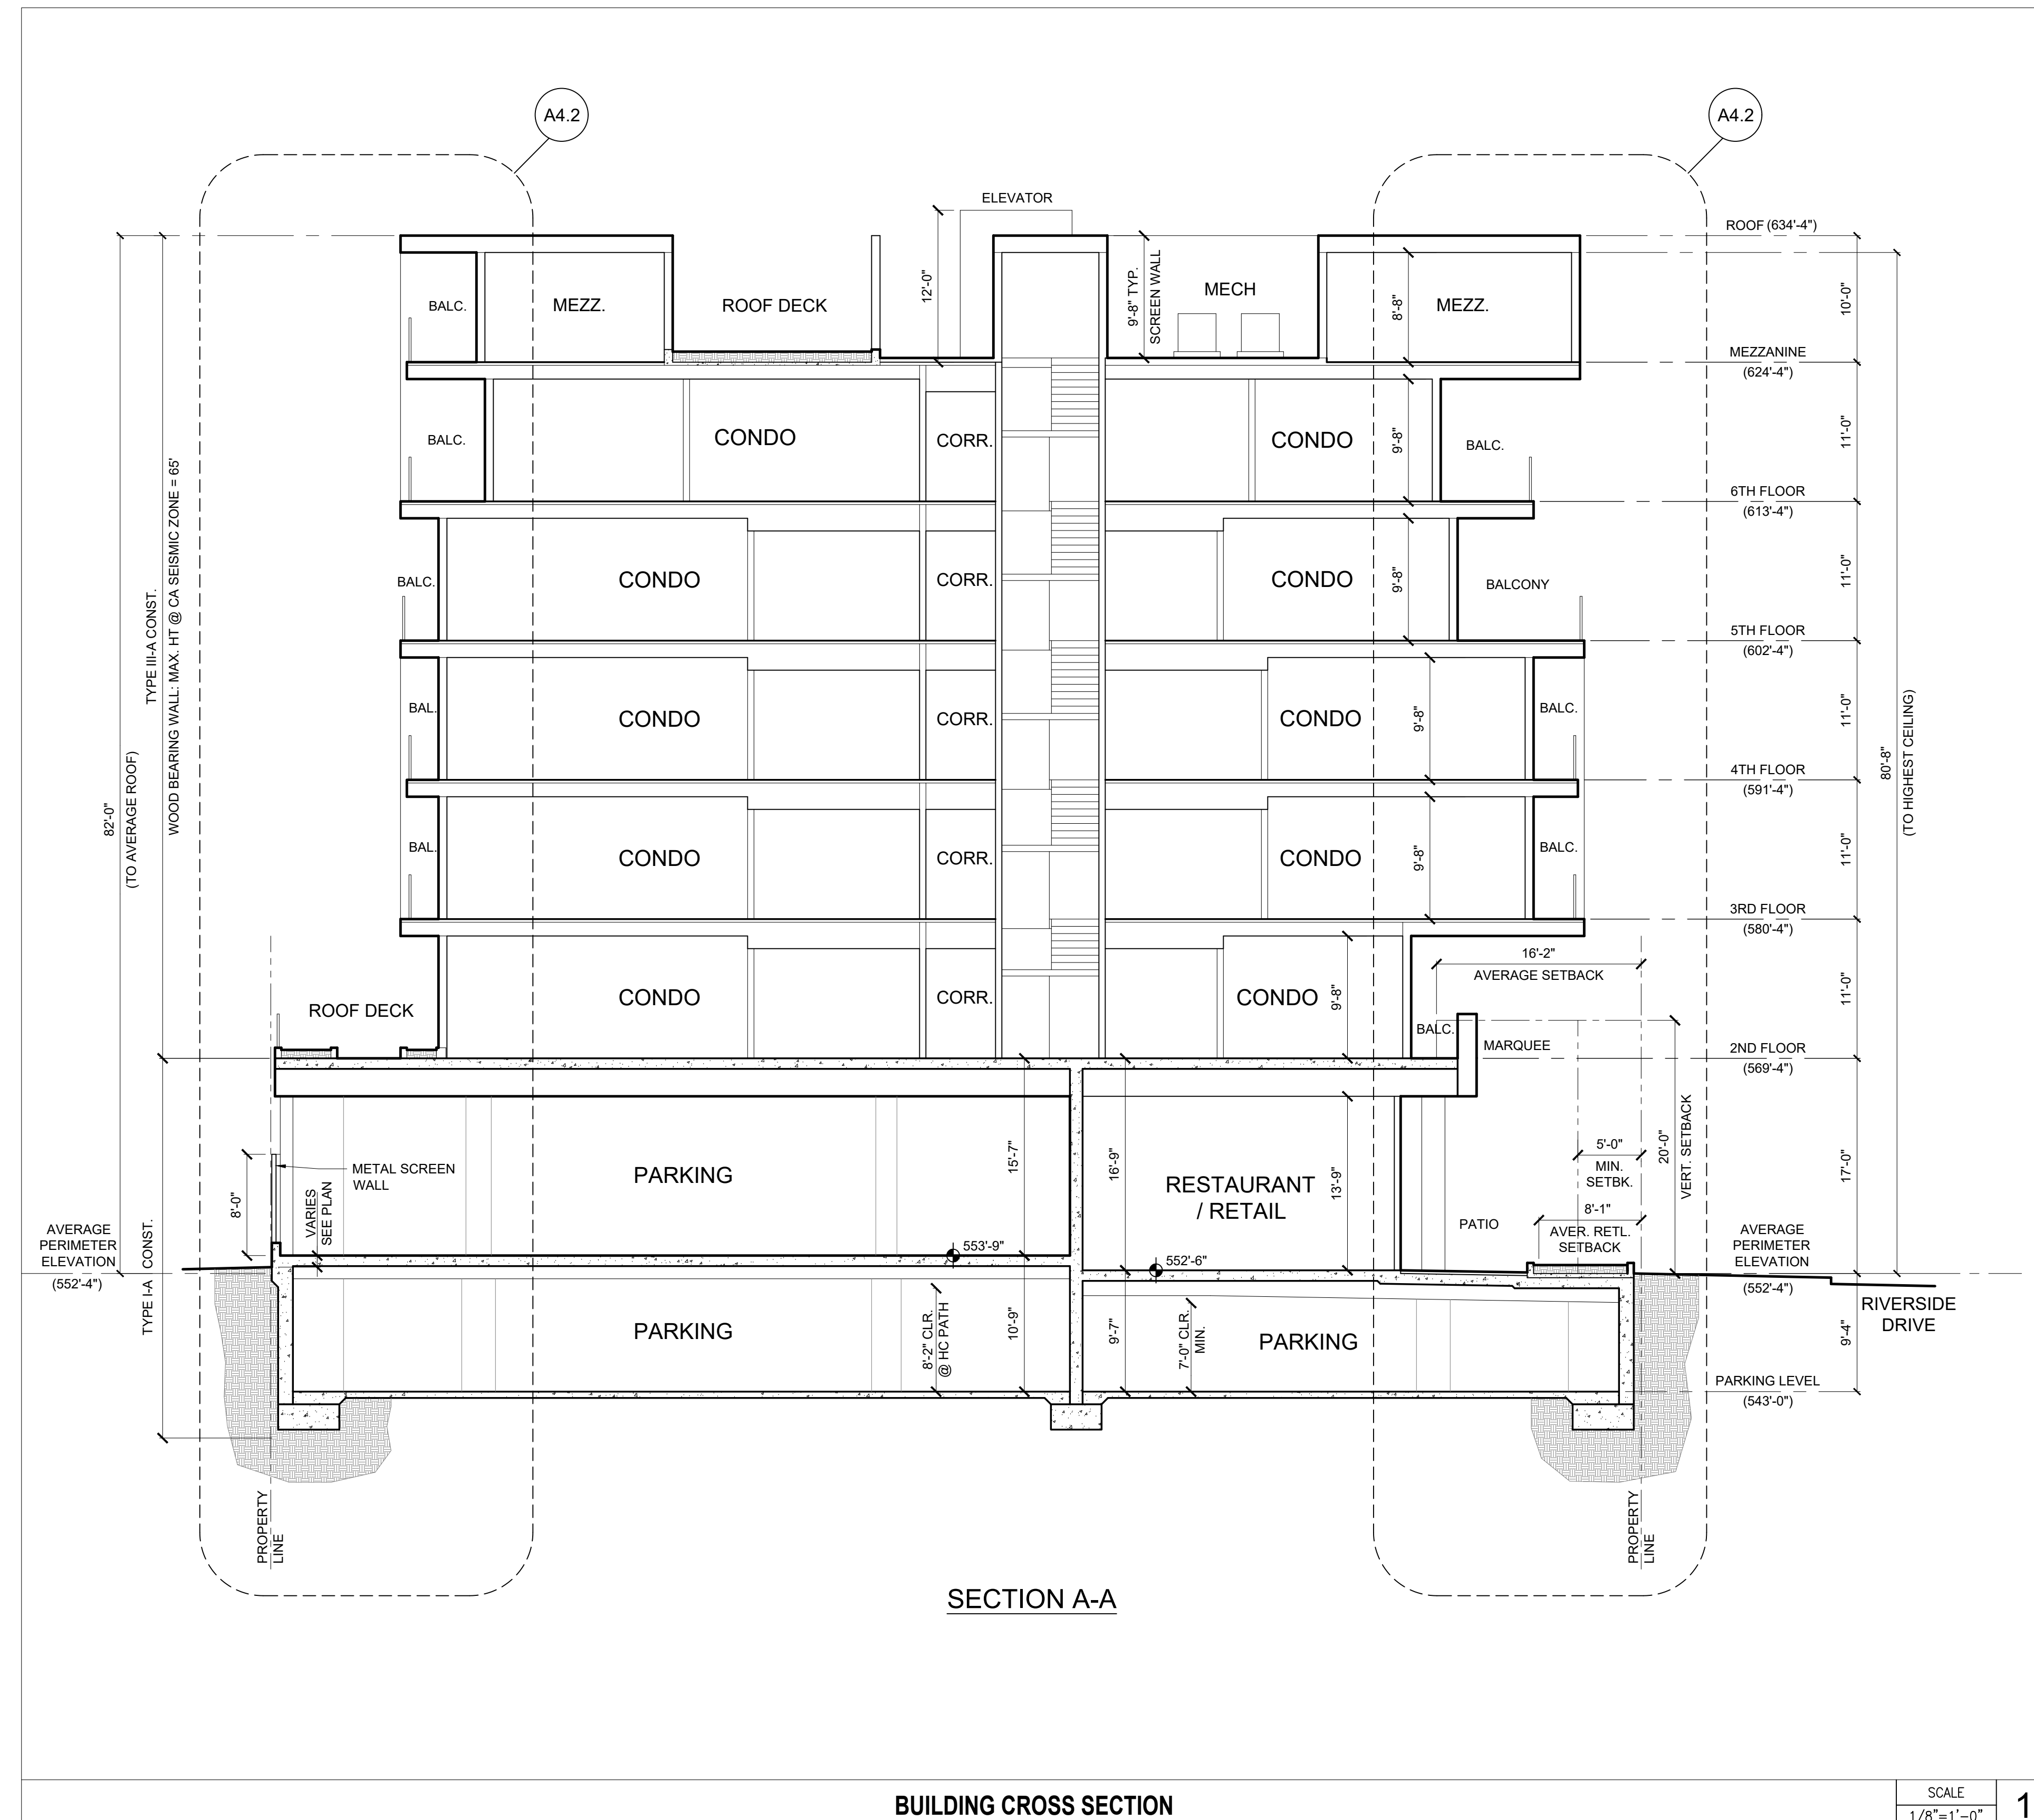 A4.2
A4.2
ELEVATOR
ROOF (634'-4")
12'-0"
9'-8" TYP.
SCREEN WALL
MECH
8'-8"
10'-0"
BALC.
MEZZ.
ROOF DECK
MEZZ.
MEZZANINE
(624'-4")
BALC.
CONDO
CORR.
CONDO
9'-8"
BALC.
11'-0"
6TH FLOOR
(613'-4")
BALC.
CONDO
CORR.
CONDO
9'-8"
BALCONY
11'-0"
5TH FLOOR
(602'-4")
BAL.
CONDO
CORR.
CONDO
9'-8"
BALC.
11'-0"
4TH FLOOR
(591'-4")
BAL.
CONDO
CORR.
CONDO
9'-8"
BALC.
11'-0"
3RD FLOOR
(580'-4")
82'-0"
(TO AVERAGE ROOF)
TYPE III-A CONST.
WOOD BEARING WALL: MAX. HT @ CA SEISMIC ZONE = 65'
80'-8"
(TO HIGHEST CEILING)
16'-2"
AVERAGE SETBACK
ROOF DECK
CONDO
CORR.
CONDO
9'-8"
BALC.
11'-0"
MARQUEE
2ND FLOOR
(569'-4")
METAL SCREEN
WALL
8'-0"
VARIES
SEE PLAN
PARKING
15'-7"
16'-9"
RESTAURANT
/ RETAIL
13'-9"
PATIO
5'-0"
MIN.
SETBK.
8'-1"
AVER. RETL.
SETBACK
20'-0"
VERT. SETBACK
17'-0"
AVERAGE
PERIMETER
ELEVATION
(552'-4")
TYPE I-A CONST.
553'-9"
552'-6"
AVERAGE
PERIMETER
ELEVATION
(552'-4")
RIVERSIDE
DRIVE
PARKING
8'-2" CLR.
@ HC PATH
10'-9"
9'-7"
7'-0" CLR.
MIN.
PARKING
9'-4"
PARKING LEVEL
(543'-0")
PROPERTY
LINE
PROPERTY
LINE
SECTION A-A
BUILDING CROSS SECTION
SCALE
1/8"=1'-0"
1